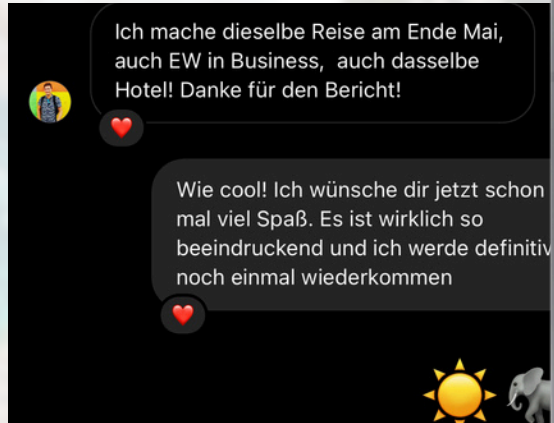 Ich mache dieselbe Reise am Ende Mai,
auch EW in Business, auch dasselbe
Hotel! Danke für den Bericht!
Wie cool! Ich wünsche dir jetzt schon
mal viel Spaß. Es ist wirklich so
beeindruckend und ich werde definitiv
noch einmal wiederkommen